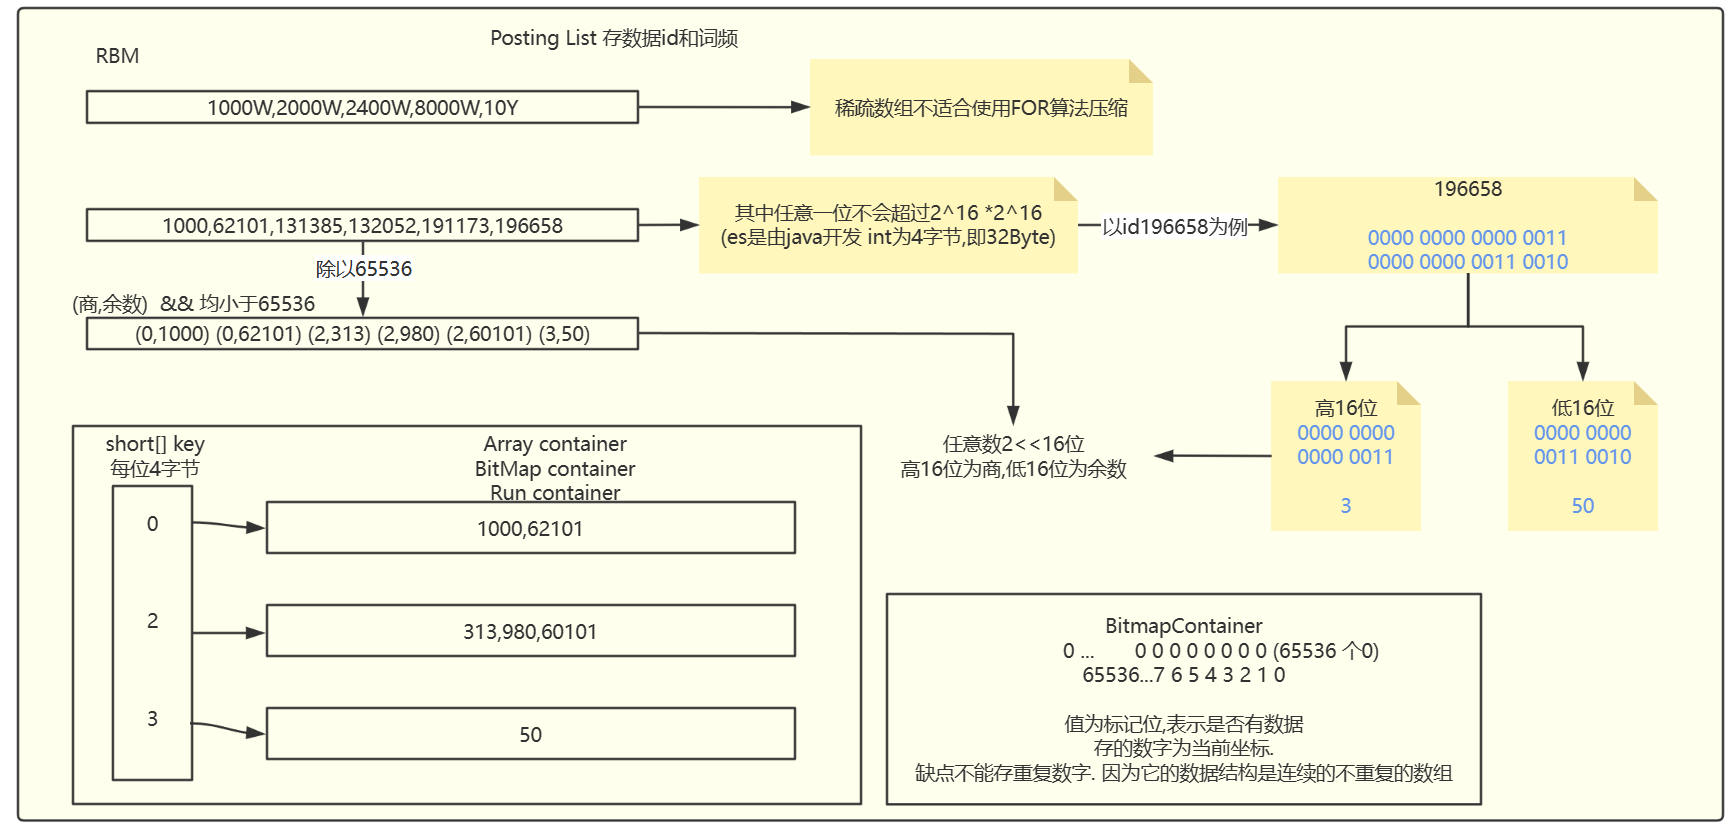 Posting List 存数据id和词频
RBM
1000W,2000W,2400W,8000W,10Y
稀疏数组不适合使用FOR算法压缩
1000,62101,131385,132052,191173,196658
其中任意一位不会超过2^16 *2^16
(es是由java开发 int为4字节,即32Byte)
以id196658为例
196658
0000 0000 0000 0011
0000 0000 0011 0010
除以65536
(商,余数)  && 均小于65536
(0,1000) (0,62101) (2,313) (2,980) (2,60101) (3,50)
高16位
0000 0000
0000 0011
3
低16位
0000 0000
0011 0010
50
任意数2<<16位
高16位为商,低16位为余数
short[] key
每位4字节
Array container
BitMap container
Run container
0
1000,62101
2
313,980,60101
3
50
BitmapContainer
0 ... 0 0 0 0 0 0 0 0 (65536 个0)
65536...7 6 5 4 3 2 1 0
值为标记位,表示是否有数据
存的数字为当前坐标.
缺点不能存重复数字. 因为它的数据结构是连续的不重复的数组